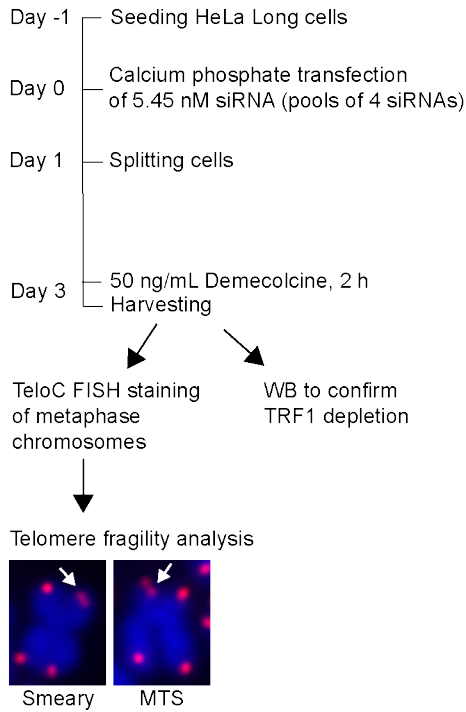 Day -1
Seeding HeLa Long cells
Day 0
Calcium phosphate transfection
of 5.45 nM siRNA (pools of 4 siRNAs)
Day 1
Splitting cells
Day 3
50 ng/mL Demecolcine, 2 h
Harvesting
TeloC FISH staining
of metaphase
chromosomes
WB to confirm
TRF1 depletion
Telomere fragility analysis
Smeary
MTS